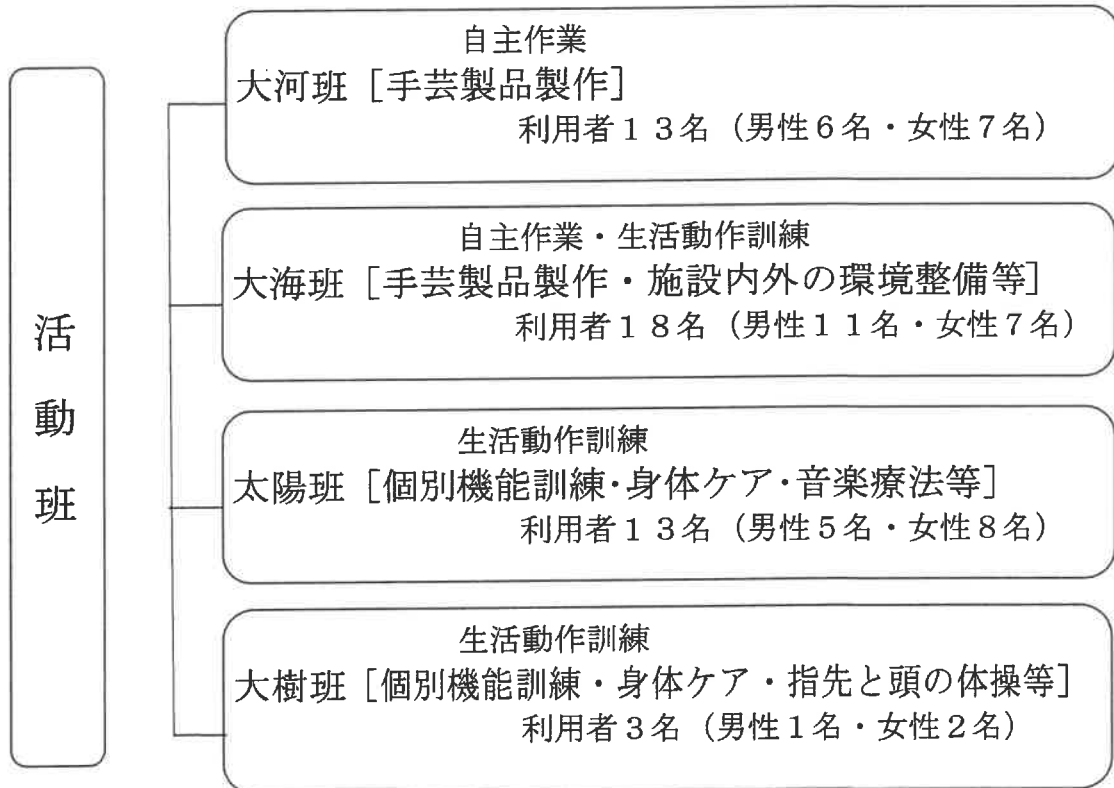 活動班
自主作業
大河班［手芸製品製作］
利用者１３名（男性６名・女性７名）
自主作業・生活動作訓練
大海班［手芸製品製作・施設内外の環境整備等］
利用者１８名（男性１１名・女性７名）
生活動作訓練
太陽班［個別機能訓練・身体ケア・音楽療法等］
利用者１３名（男性５名・女性８名）
生活動作訓練
大樹班［個別機能訓練・身体ケア・指先と頭の体操等］
利用者３名（男性１名・女性２名）